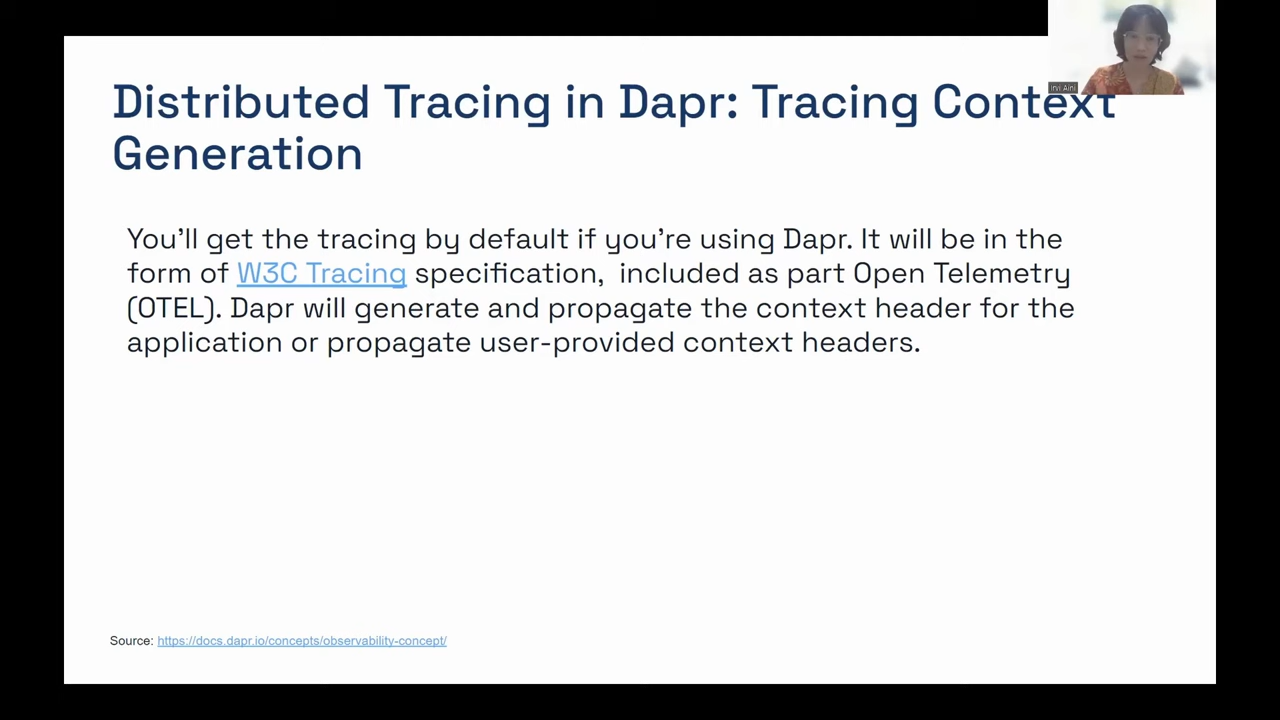 Distributed Tracing in Dapr: Tracing Context
Generation
Irvi Aini
You'll get the tracing by default if you're using Dapr. It will be in the
form of W3C Tracing specification,  included as part Open Telemetry
(OTEL). Dapr will generate and propagate the context header for the
application or propagate user-provided context headers.
Source: https://docs.dapr.io/concepts/observability-concept/